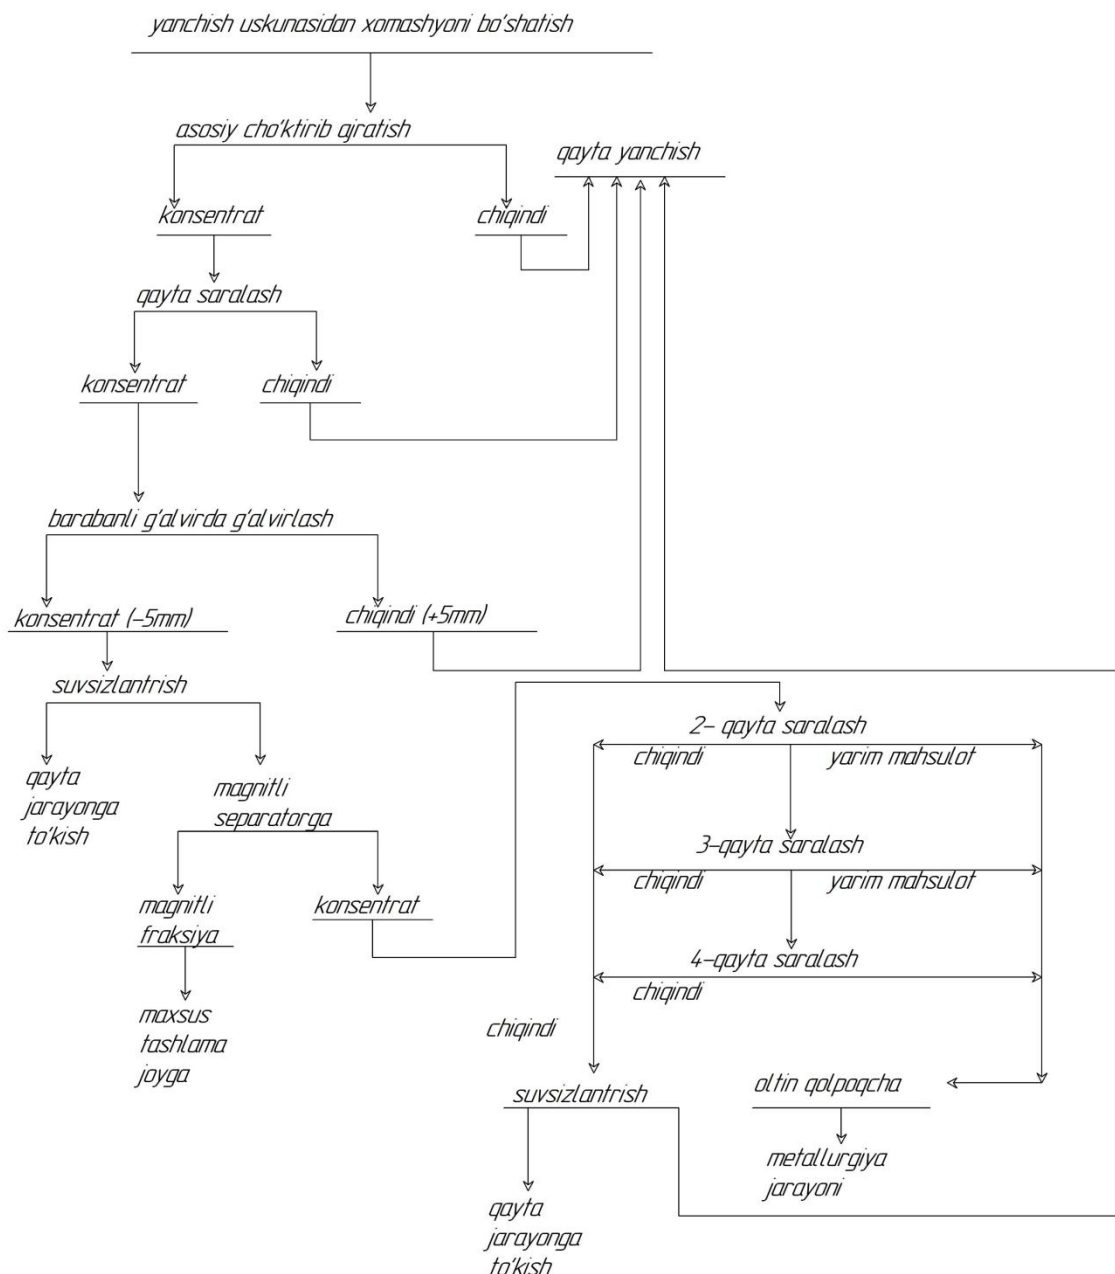 yanchish uskunasidan xomashyoni bo'shatish
asosiy cho'ktirib ajratish
qayta yanchish
konsentrat
chiqindi
qayta saralash
konsentrat
chiqindi
barabanli g'alvirda g'alvirlash
konsentrat (-5mm)
chiqindi (+5mm)
suvsizlantrish
qayta
jarayonga
to'kish
magnitli
separatorga
2- qayta saralash
chiqindi
yarim mahsulot
3-qayta saralash
chiqindi
yarim mahsulot
magnitli
fraksiya
konsentrat
4-qayta saralash
chiqindi
maxsus
tashlama
joyga
chiqindi
suvsizlantrish
oltin qolpoqcha
metallurgiya
jarayoni
qayta
jarayonga
to'kish